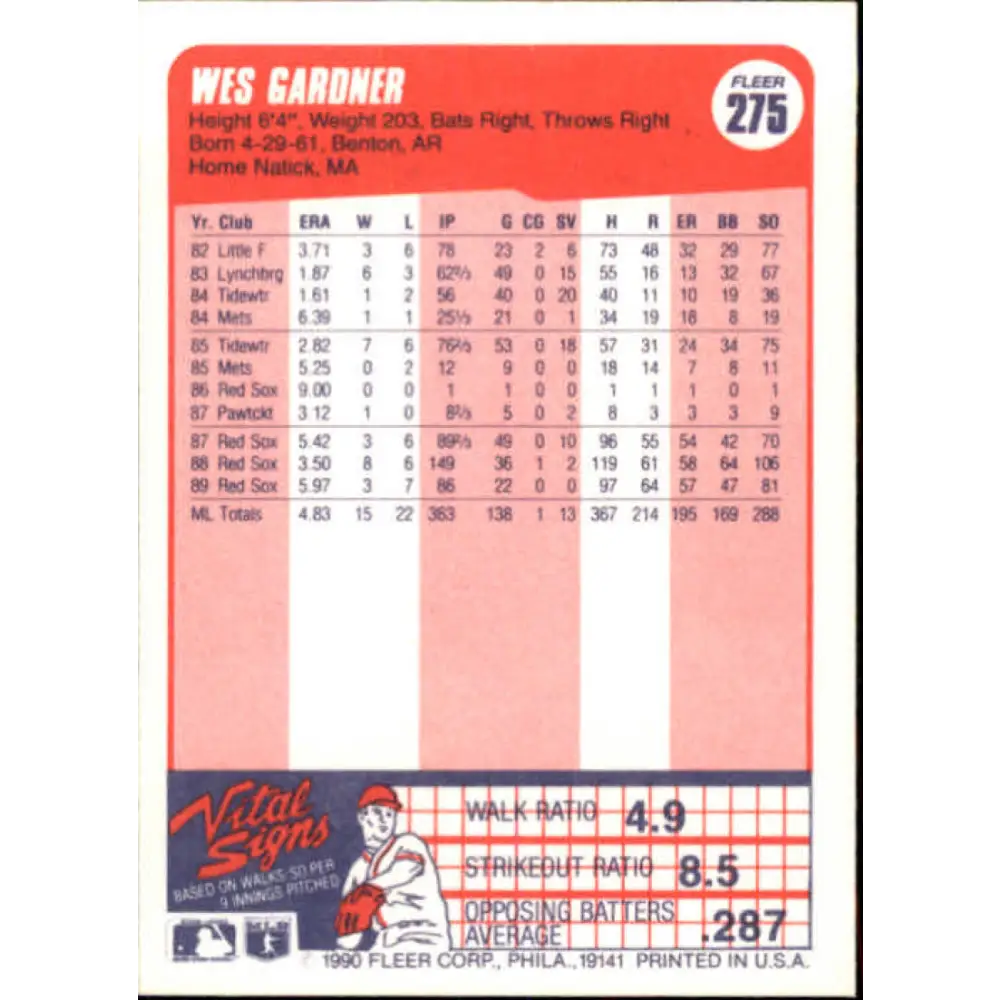 WES GARDNER
FLEER
275
Height 6'4", Weight 203, Bats Right, Throws Right
Born 4-29-61, Benton, AR
Home Natick, MA
Yr. Club ERA W L IP G CG SV H R ER BB SO
82 Little F 3.71 3 6 78 23 2 6 73 48 32 29 77
83 Lynchbrg 1.87 6 3 62⅔ 49 0 15 55 16 13 32 67
84 Tidewtr 1.61 1 2 56 40 0 20 40 11 10 19 36
84 Mets 6.39 1 1 25⅓ 21 0 1 34 19 18 8 19
85 Tidewtr 2.82 7 6 76⅔ 53 0 18 57 31 24 34 75
85 Mets 5.25 0 2 12 9 0 0 18 14 7 8 11
86 Red Sox 9.00 0 0 1 1 0 0 1 1 1 0 1
87 Pawtckt 3.12 1 0 8⅔ 5 0 2 8 3 3 3 9
87 Red Sox 5.42 3 6 89⅔ 49 0 10 96 55 54 42 70
88 Red Sox 3.50 8 6 149 36 1 2 119 61 58 64 106
89 Red Sox 5.97 3 7 86 22 0 0 97 64 57 47 81
ML Totals 4.83 15 22 363 138 1 13 367 214 195 169 288
Vital
Signs
BASED ON WALKS-SO PER
9 INNINGS PITCHED
WALK RATIO 4.9
STRIKEOUT RATIO 8.5
OPPOSING BATTERS
AVERAGE .287
1990 FLEER CORP., PHILA., 19141 PRINTED IN U.S.A.